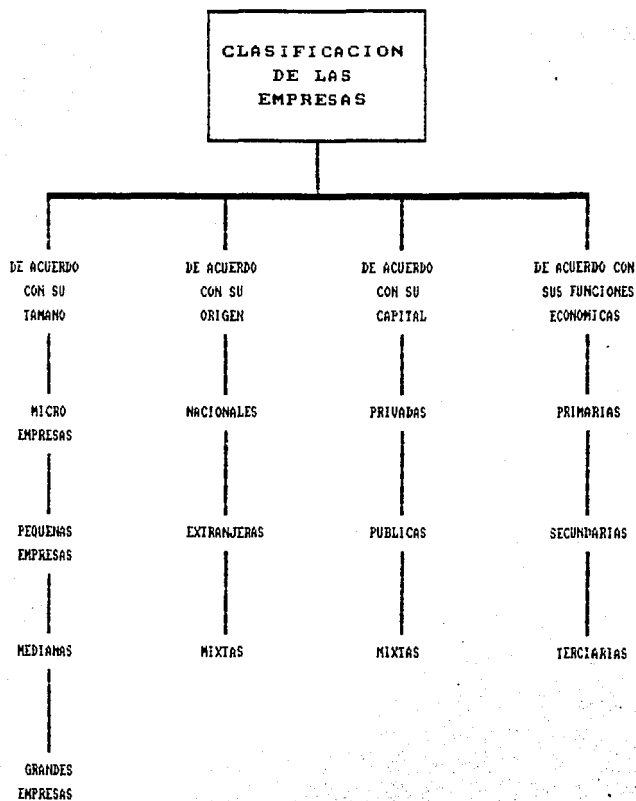 CLASIFICACION
DE LAS
EMPRESAS
DE ACUERDO
CON SU
TAMANO
DE ACUERDO
CON SU
ORIGEN
DE ACUERDO
CON SU
CAPITAL
DE ACUERDO CON
SUS FUNCIONES
ECONOMICAS
MICRO
EMPRESAS
NACIONALES
PRIVADAS
PRIMARIAS
PEQUENAS
EMPRESAS
EXTRANJERAS
PUBLICAS
SECUNDARIAS
MEDIANAS
MIXTAS
MIXTAS
TERCIARIAS
GRANDES
EMPRESAS